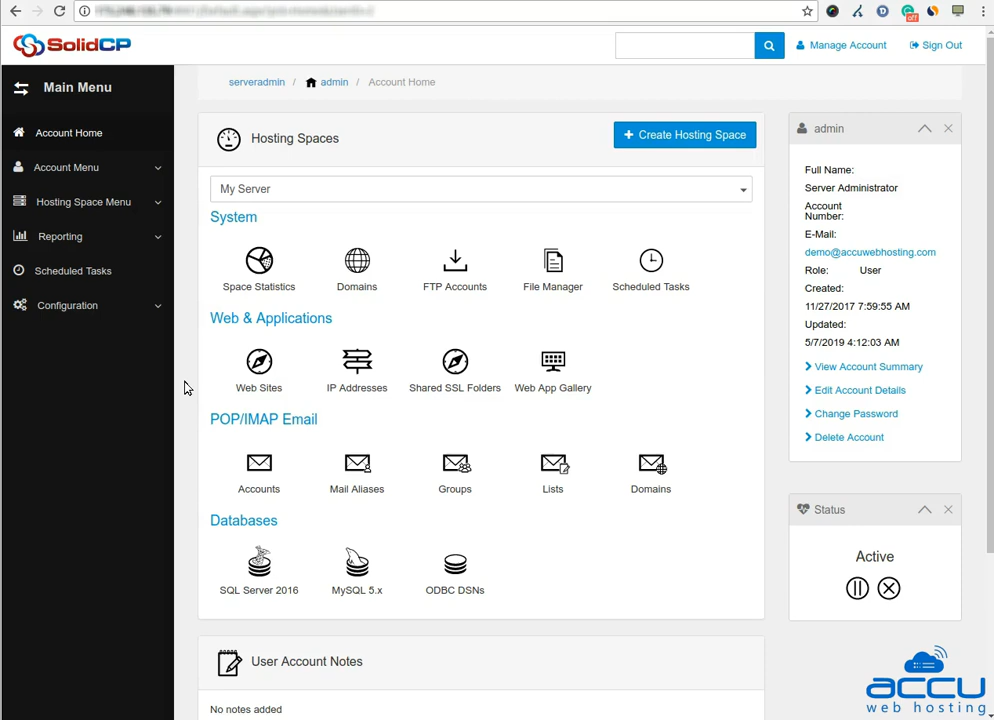 SolidCP
Manage Account
Sign Out
off
D
Main Menu
serveradmin / admin / Account Home
Account Home
Account Menu
Hosting Space Menu
Reporting
Scheduled Tasks
Configuration
Hosting Spaces
Create Hosting Space
My Server
System
Space Statistics
Domains
FTP Accounts
File Manager
Scheduled Tasks
Web & Applications
Web Sites
IP Addresses
Shared SSL Folders
Web App Gallery
POP/IMAP Email
Accounts
Mail Aliases
Groups
Lists
Domains
Databases
SQL Server 2016
MySQL 5.x
ODBC DSNs
User Account Notes
No notes added
admin
Full Name:
Server Administrator
Account
Number:
E-Mail:
demo@accuwebhosting.com
Role: User
Created:
11/27/2017 7:59:55 AM
Updated:
5/7/2019 4:12:03 AM
View Account Summary
Edit Account Details
Change Password
Delete Account
Status
Active
ACCU
web hosting